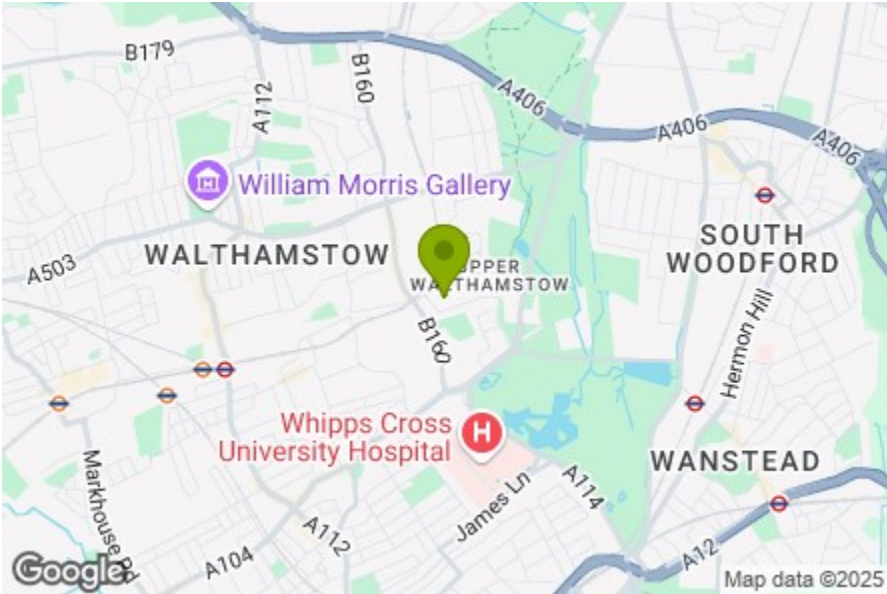 B179
A112
B160
A406
A406
A406
William Morris Gallery
A503
WALTHAMSTOW
UPPER
WALTHAMSTOW
SOUTH
WOODFORD
B160
Hermon Hill
Whipps Cross
University Hospital
H
WANSTEAD
Markhouse Rd
A112
A104
James Ln
A114
A12
Google
Map data ©2025